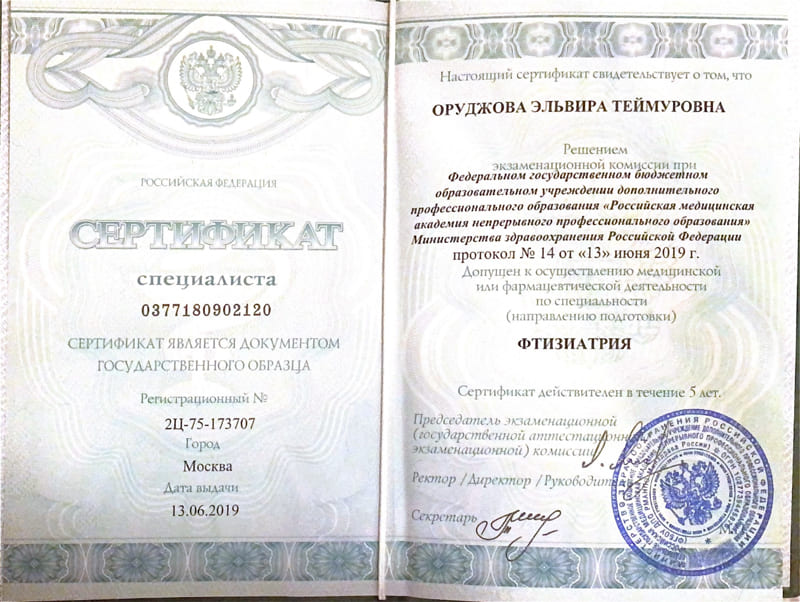 РОССИЙСКАЯ ФЕДЕРАЦИЯ
СЕРТИФИКАТ
специалиста
0377180902120
СЕРТИФИКАТ ЯВЛЯЕТСЯ ДОКУМЕНТОМ
ГОСУДАРСТВЕННОГО ОБРАЗЦА
Регистрационный №
2Ц-75-173707
Город
Москва
Дата выдачи
13.06.2019
Настоящий сертификат свидетельствует о том, что
ОРУДЖОВА ЭЛЬВИРА ТЕЙМУРОВНА
Решением
экзаменационной комиссии при
Федеральном государственном бюджетном
образовательном учреждении дополнительного
профессионального образования «Российская медицинская
академия непрерывного профессионального образования»
Министерства здравоохранения Российской Федерации
протокол № 14 от «13» июня 2019 г.
Допущен к осуществлению медицинской
или фармацевтической деятельности
по специальности
(направлению подготовки)
ФТИЗИАТРИЯ
Сертификат действителен в течение 5 лет.
Председатель экзаменационной
(государственной аттестационн
экзаменационной) комиссии
Ректор /Директор /Руководит
Секретарь